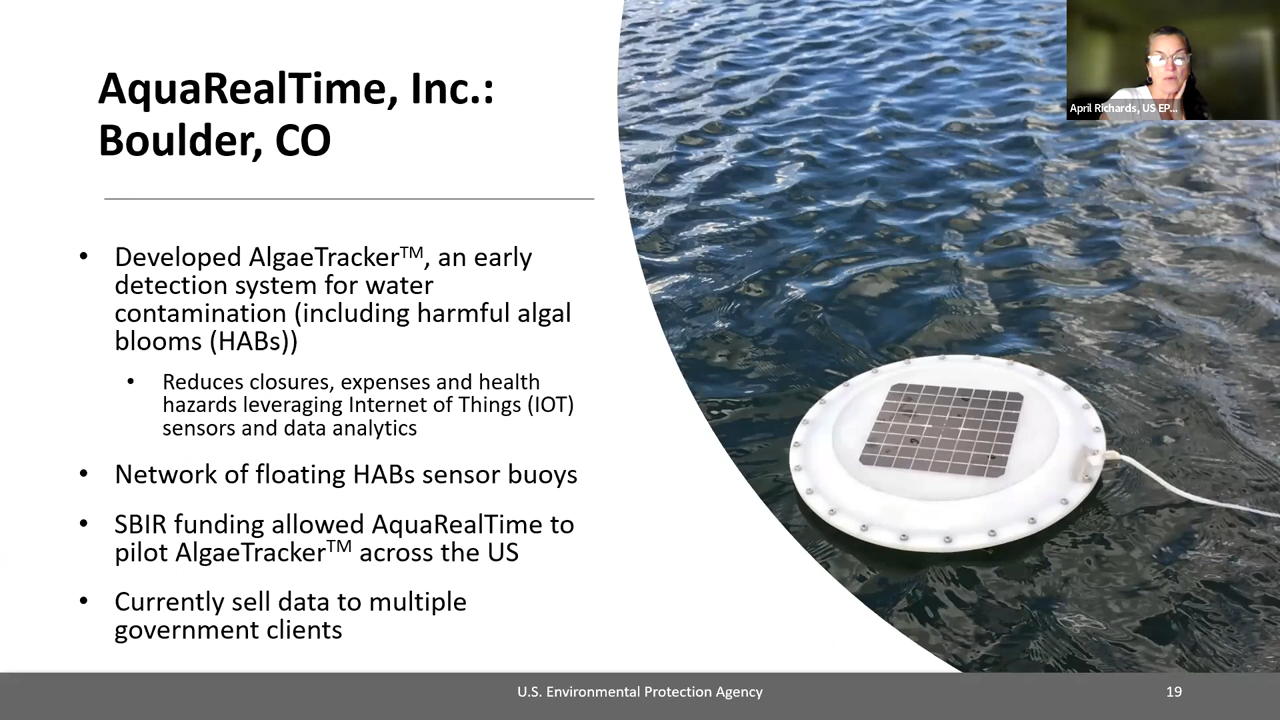 AquaRealTime, Inc.:
Boulder, CO
• Developed AlgaeTracker™, an early
detection system for water
contamination (including harmful algal
blooms (HABs))
• Reduces closures, expenses and health
hazards leveraging Internet of Things (IOT)
sensors and data analytics
• Network of floating HABs sensor buoys
• SBIR funding allowed AquaRealTime to
pilot AlgaeTracker™ across the US
• Currently sell data to multiple
government clients
April Richards, US EP...
U.S. Environmental Protection Agency
19